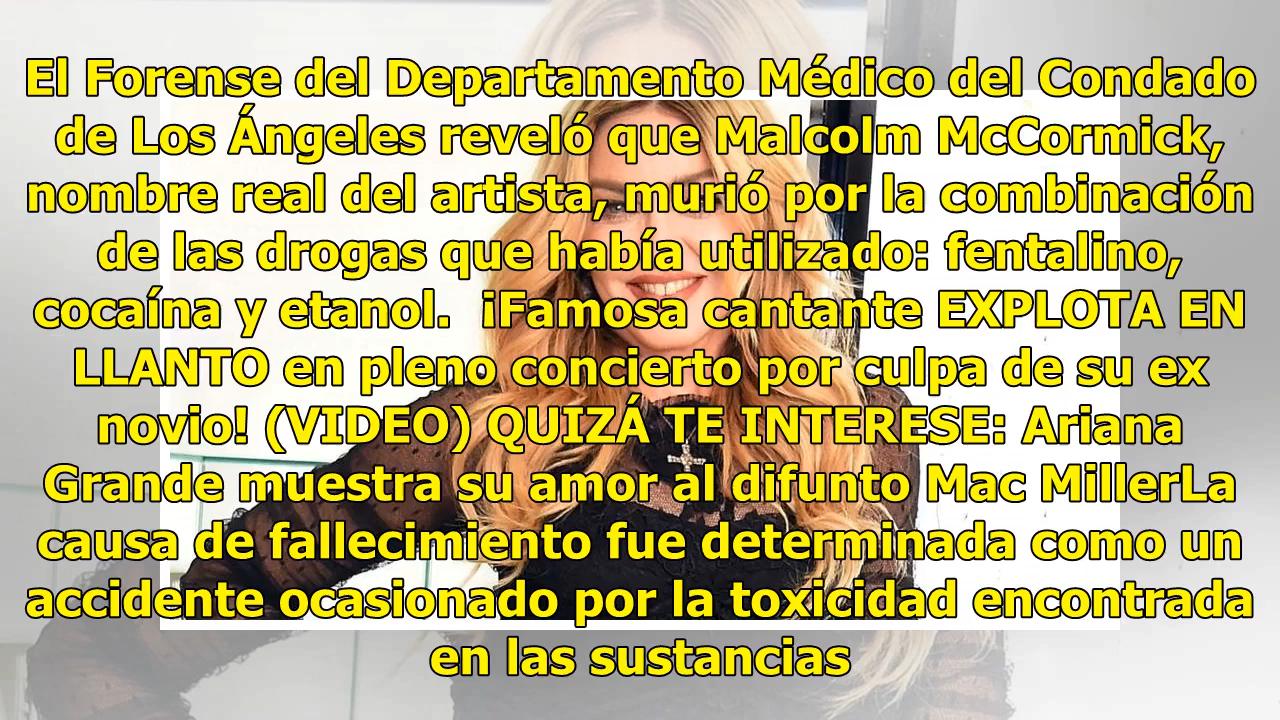 El Forense del Departamento Médico del Condado
de Los Ángeles reveló que Malcolm McCormick,
nombre real del artista, murió por la combinación
de las drogas que había utilizado: fentalino,
cocaína y etanol.  ¡Famosa cantante EXPLOTA EN
LLANTO en pleno concierto por culpa de su ex
novio! (VIDEO) QUIZÁ TE INTERESE: Ariana
Grande muestra su amor al difunto Mac MillerLa
causa de fallecimiento fue determinada como un
accidente ocasionado por la toxicidad encontrada
en las sustancias